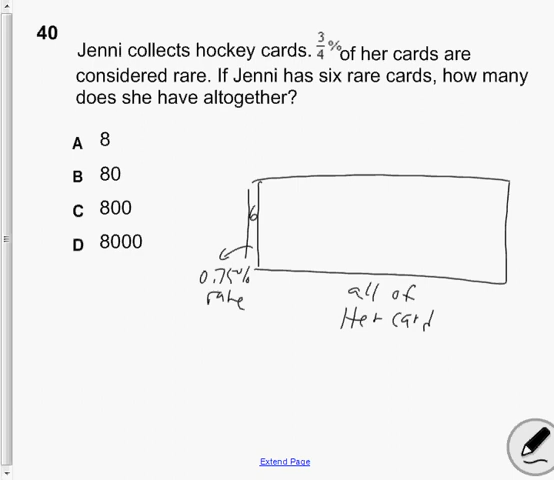 40
Jenni collects hockey cards. 3/4 % of her cards are
considered rare. If Jenni has six rare cards, how many
does she have altogether?
A 8
B 80
C 800
D 8000
6
0.75%
rare
all of
Her card
Extend Page